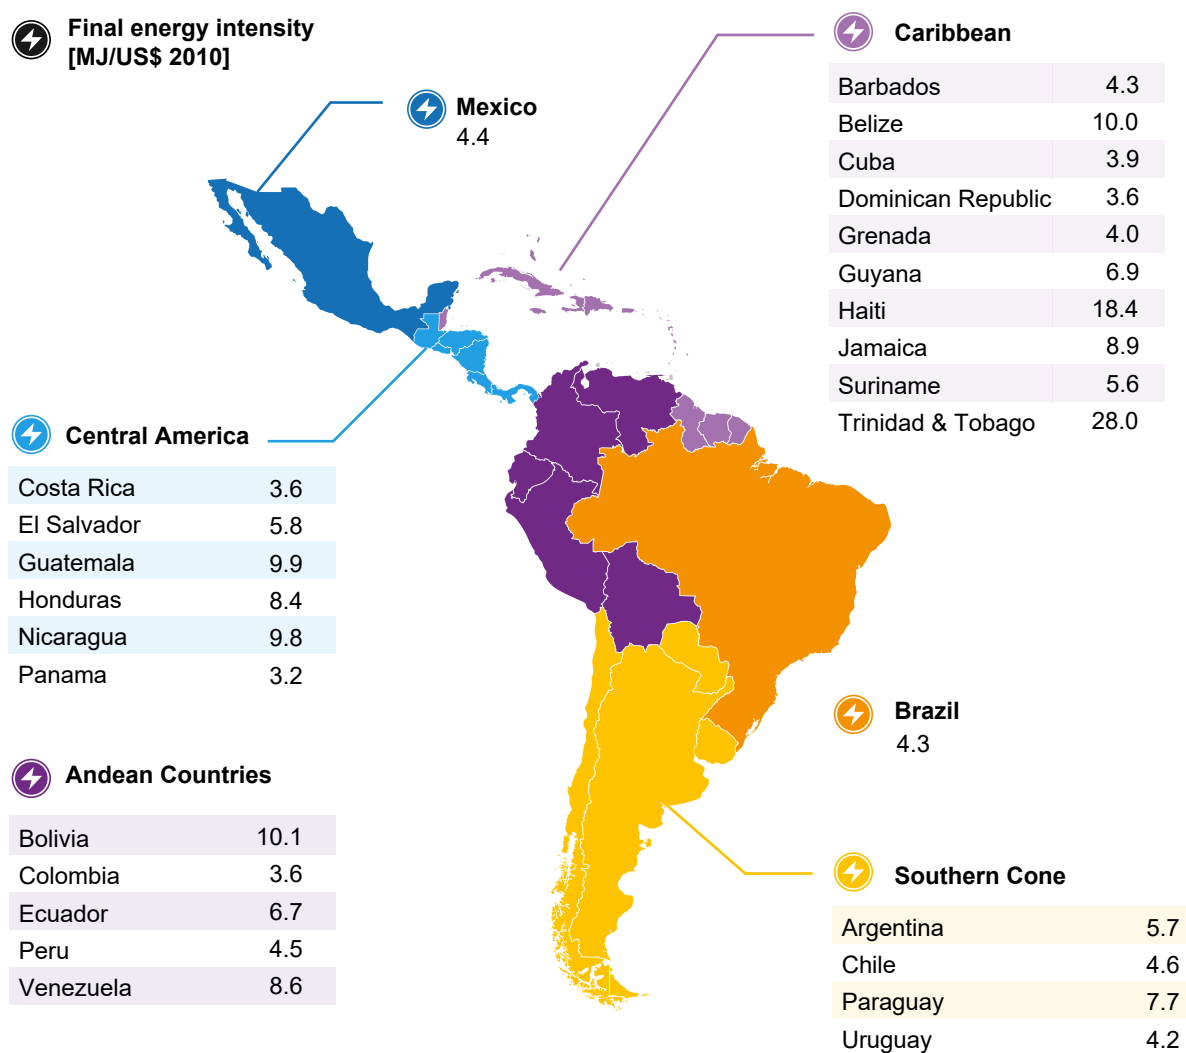 Final energy intensity
[MJ/US$ 2010]
Mexico
4.4
Caribbean
Barbados 4.3
Belize 10.0
Cuba 3.9
Dominican Republic 3.6
Grenada 4.0
Guyana 6.9
Haiti 18.4
Jamaica 8.9
Suriname 5.6
Trinidad & Tobago 28.0
Central America
Costa Rica 3.6
El Salvador 5.8
Guatemala 9.9
Honduras 8.4
Nicaragua 9.8
Panama 3.2
Brazil
4.3
Andean Countries
Bolivia 10.1
Colombia 3.6
Ecuador 6.7
Peru 4.5
Venezuela 8.6
Southern Cone
Argentina 5.7
Chile 4.6
Paraguay 7.7
Uruguay 4.2